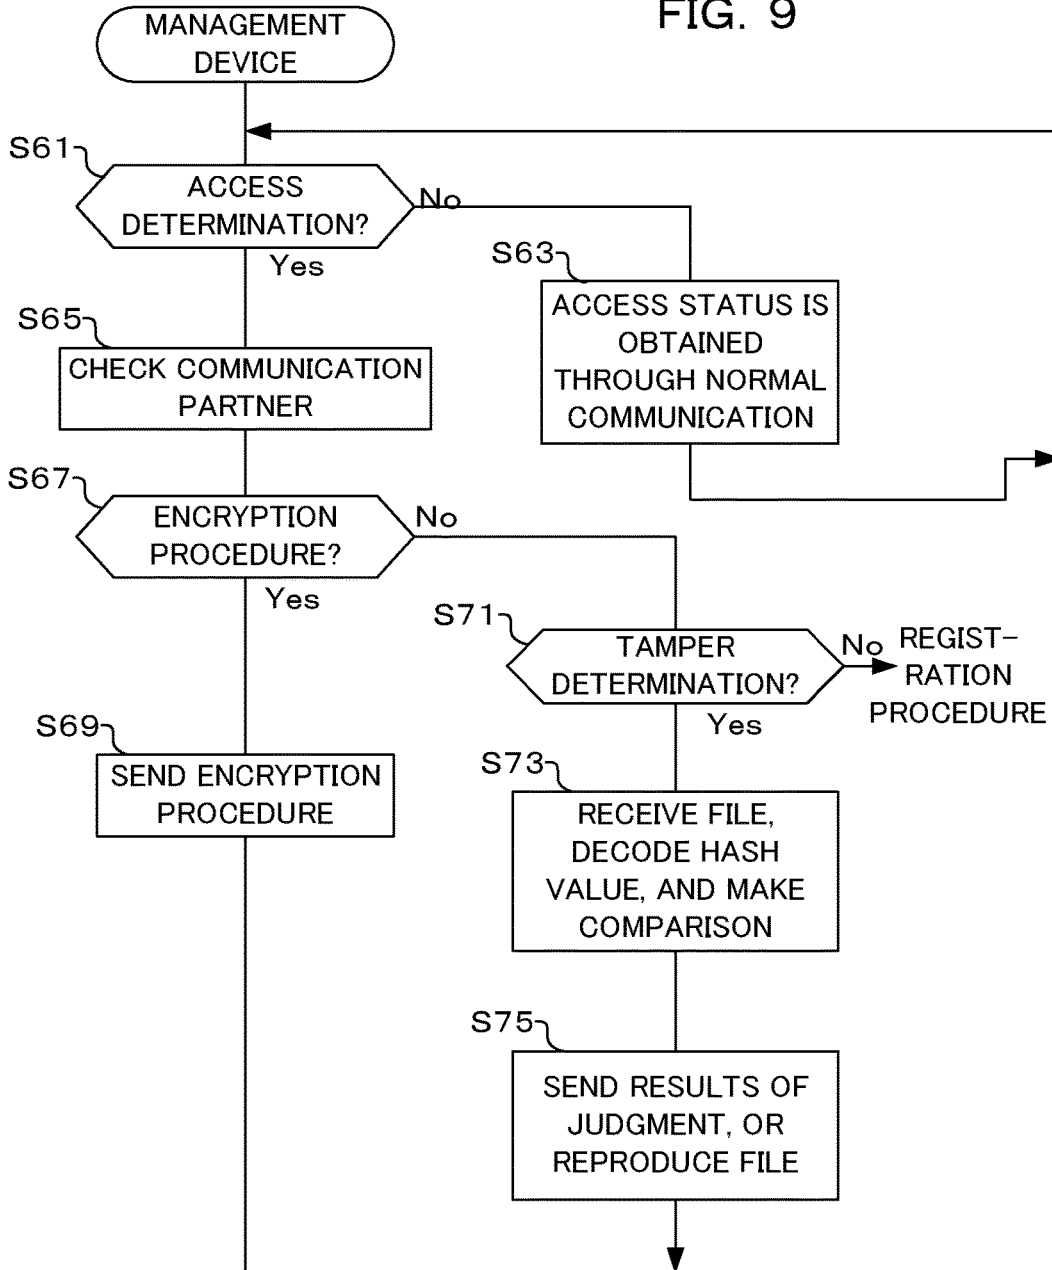 FIG. 9
MANAGEMENT
DEVICE
S61
ACCESS
DETERMINATION?
No
Yes
S63
ACCESS STATUS IS
OBTAINED
THROUGH NORMAL
COMMUNICATION
S65
CHECK COMMUNICATION
PARTNER
S67
ENCRYPTION
PROCEDURE?
No
Yes
S71
TAMPER
DETERMINATION?
No
Yes
REGIST-
RATION
PROCEDURE
S69
SEND ENCRYPTION
PROCEDURE
S73
RECEIVE FILE,
DECODE HASH
VALUE, AND MAKE
COMPARISON
S75
SEND RESULTS OF
JUDGMENT, OR
REPRODUCE FILE